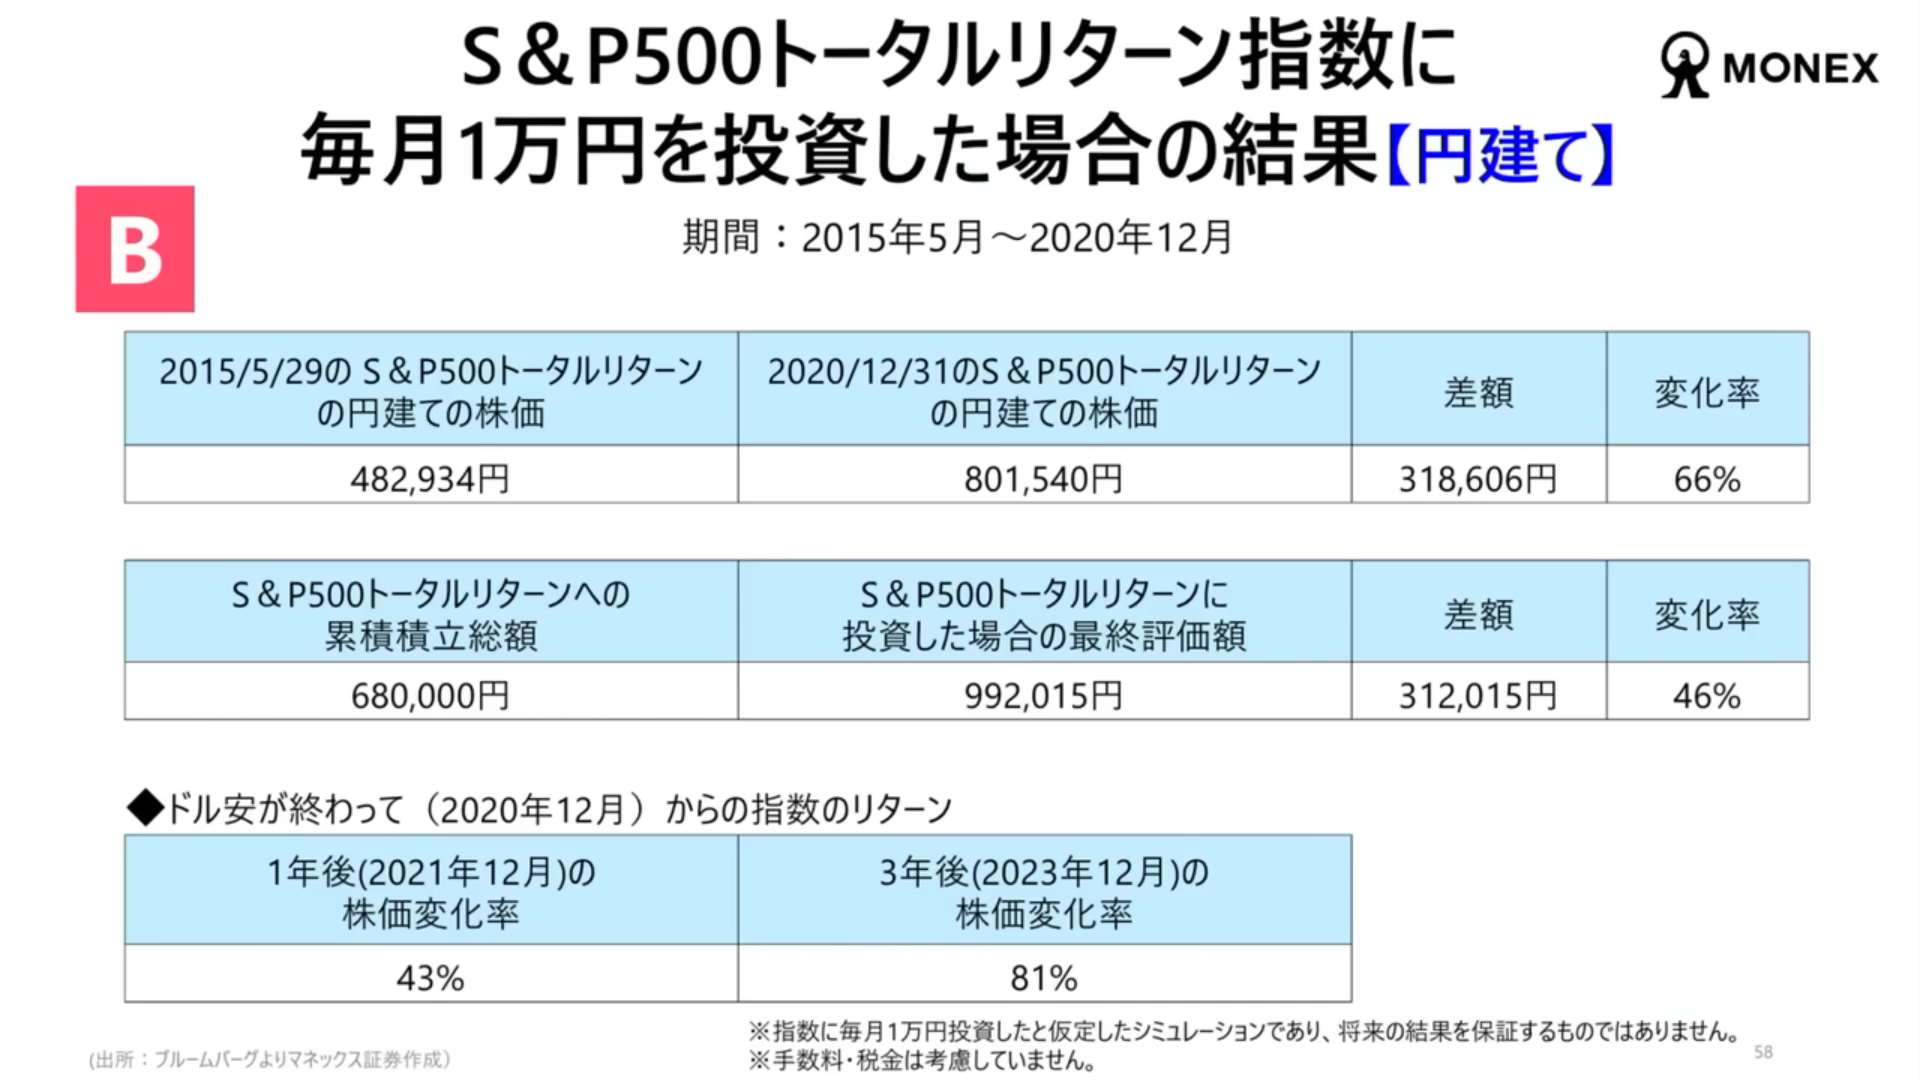 S＆P500トータルリターン指数に
MONEX
毎月1万円を投資した場合の結果【円建て】
B
期間：2015年5月～2020年12月
2015/5/29の S＆P500トータルリターン
の円建ての株価
2020/12/31のS＆P500トータルリターン
の円建ての株価
差額
変化率
482,934円
801,540円
318,606円
66%
S＆P500トータルリターンへの
累積積立総額
S＆P500トータルリターンに
投資した場合の最終評価額
差額
変化率
680,000円
992,015円
312,015円
46%
◆ドル安が終わって（2020年12月）からの指数のリターン
1年後(2021年12月)の
株価変化率
3年後(2023年12月)の
株価変化率
43%
81%
※指数に毎月1万円投資したと仮定したシミュレーションであり、将来の結果を保証するものではありません。
※手数料・税金は考慮していません。
(出所：ブルームバーグよりマネックス証券作成）
58